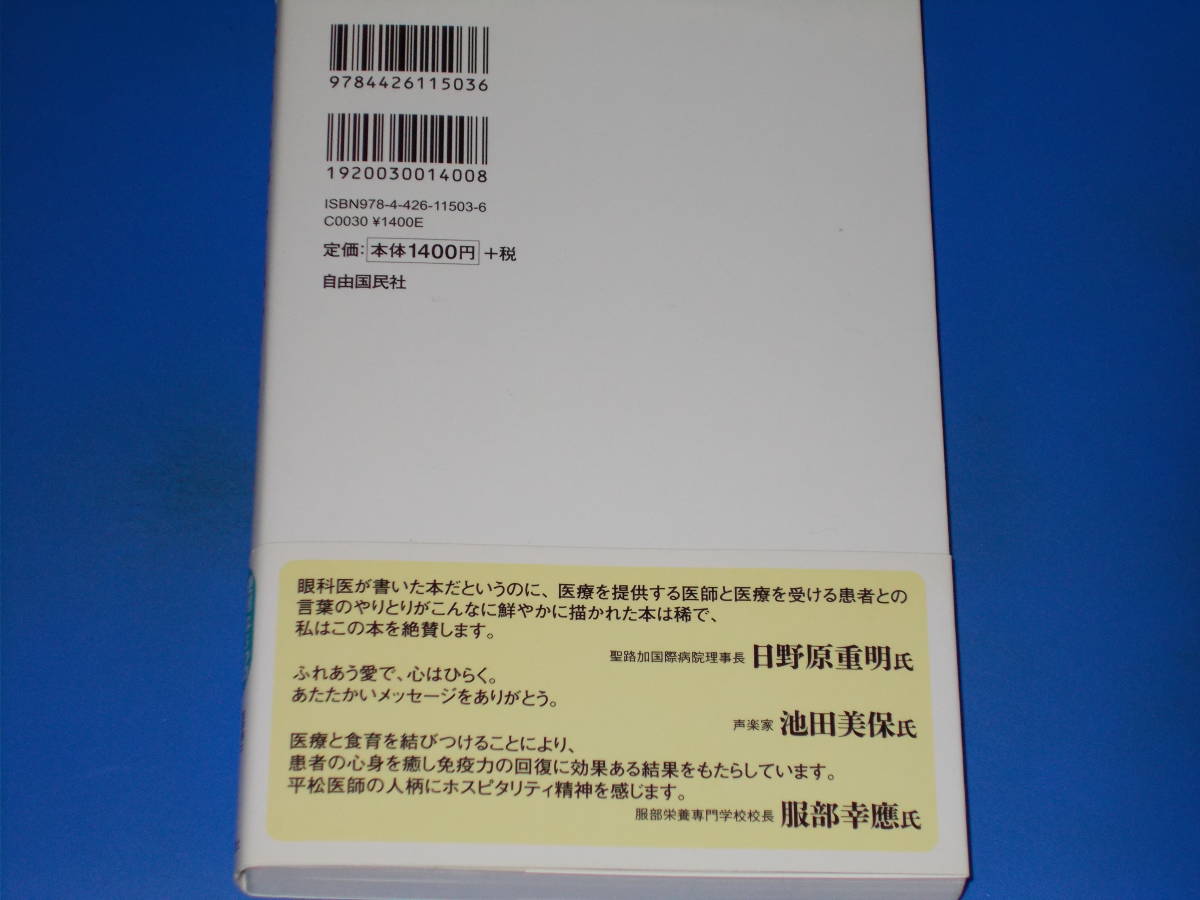 9784426115036
1920030014008
ISBN978-4-426-11503-6
C0030 ¥1400E
定価：本体1400円＋税
自由国民社
眼科医が書いた本だというのに、医療を提供する医師と医療を受ける患者との
言葉のやりとりがこんなに鮮やかに描かれた本は稀で、
私はこの本を絶賛します。
聖路加国際病院理事長 日野原重明氏
ふれあう愛で、心はひらく。
あたたかいメッセージをありがとう。
声楽家 池田美保氏
医療と食育を結びつけることにより、
患者の心身を癒し免疫力の回復に効果ある結果をもたらしています。
平松医師の人柄にホスピタリティ精神を感じます。
服部栄養専門学校校長 服部幸應氏